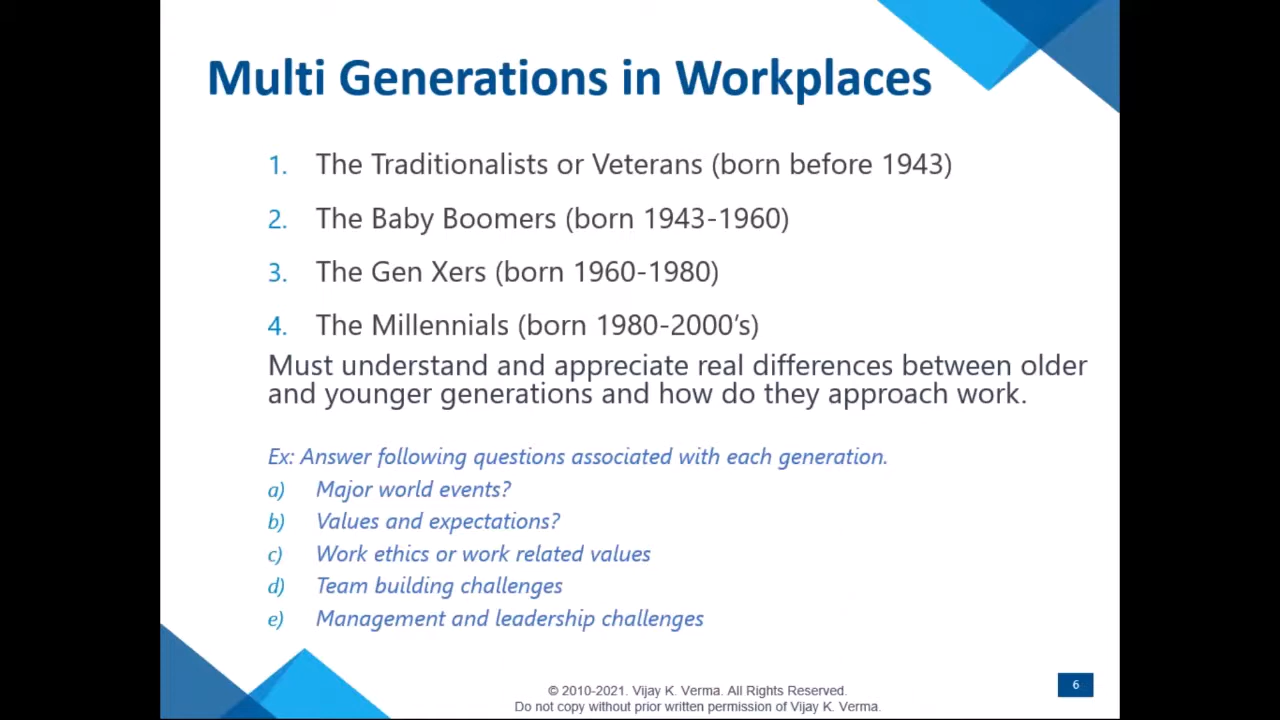 Multi Generations in Workplaces
1. The Traditionalists or Veterans (born before 1943)
2. The Baby Boomers (born 1943-1960)
3. The Gen Xers (born 1960-1980)
4. The Millennials (born 1980-2000’s)
Must understand and appreciate real differences between older
and younger generations and how do they approach work.
Ex: Answer following questions associated with each generation.
a) Major world events?
b) Values and expectations?
c) Work ethics or work related values
d) Team building challenges
e) Management and leadership challenges
© 2010-2021. Vijay K. Verma. All Rights Reserved.
Do not copy without prior written permission of Vijay K. Verma.
6